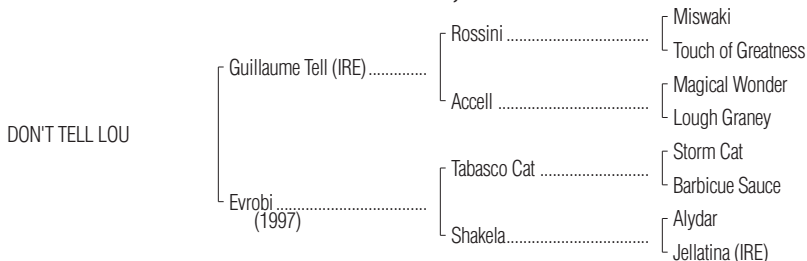 Miswaki
Rossini ........................................
Touch of Greatness
Guillaume Tell (IRE)..............
Magical Wonder
Accell ..........................................
Lough Graney
DON'T TELL LOU
Storm Cat
Tabasco Cat ..............................
Barbicue Sauce
Evrobi .........................................
(1997)
Alydar
Shakela........................................
Jellatina (IRE)